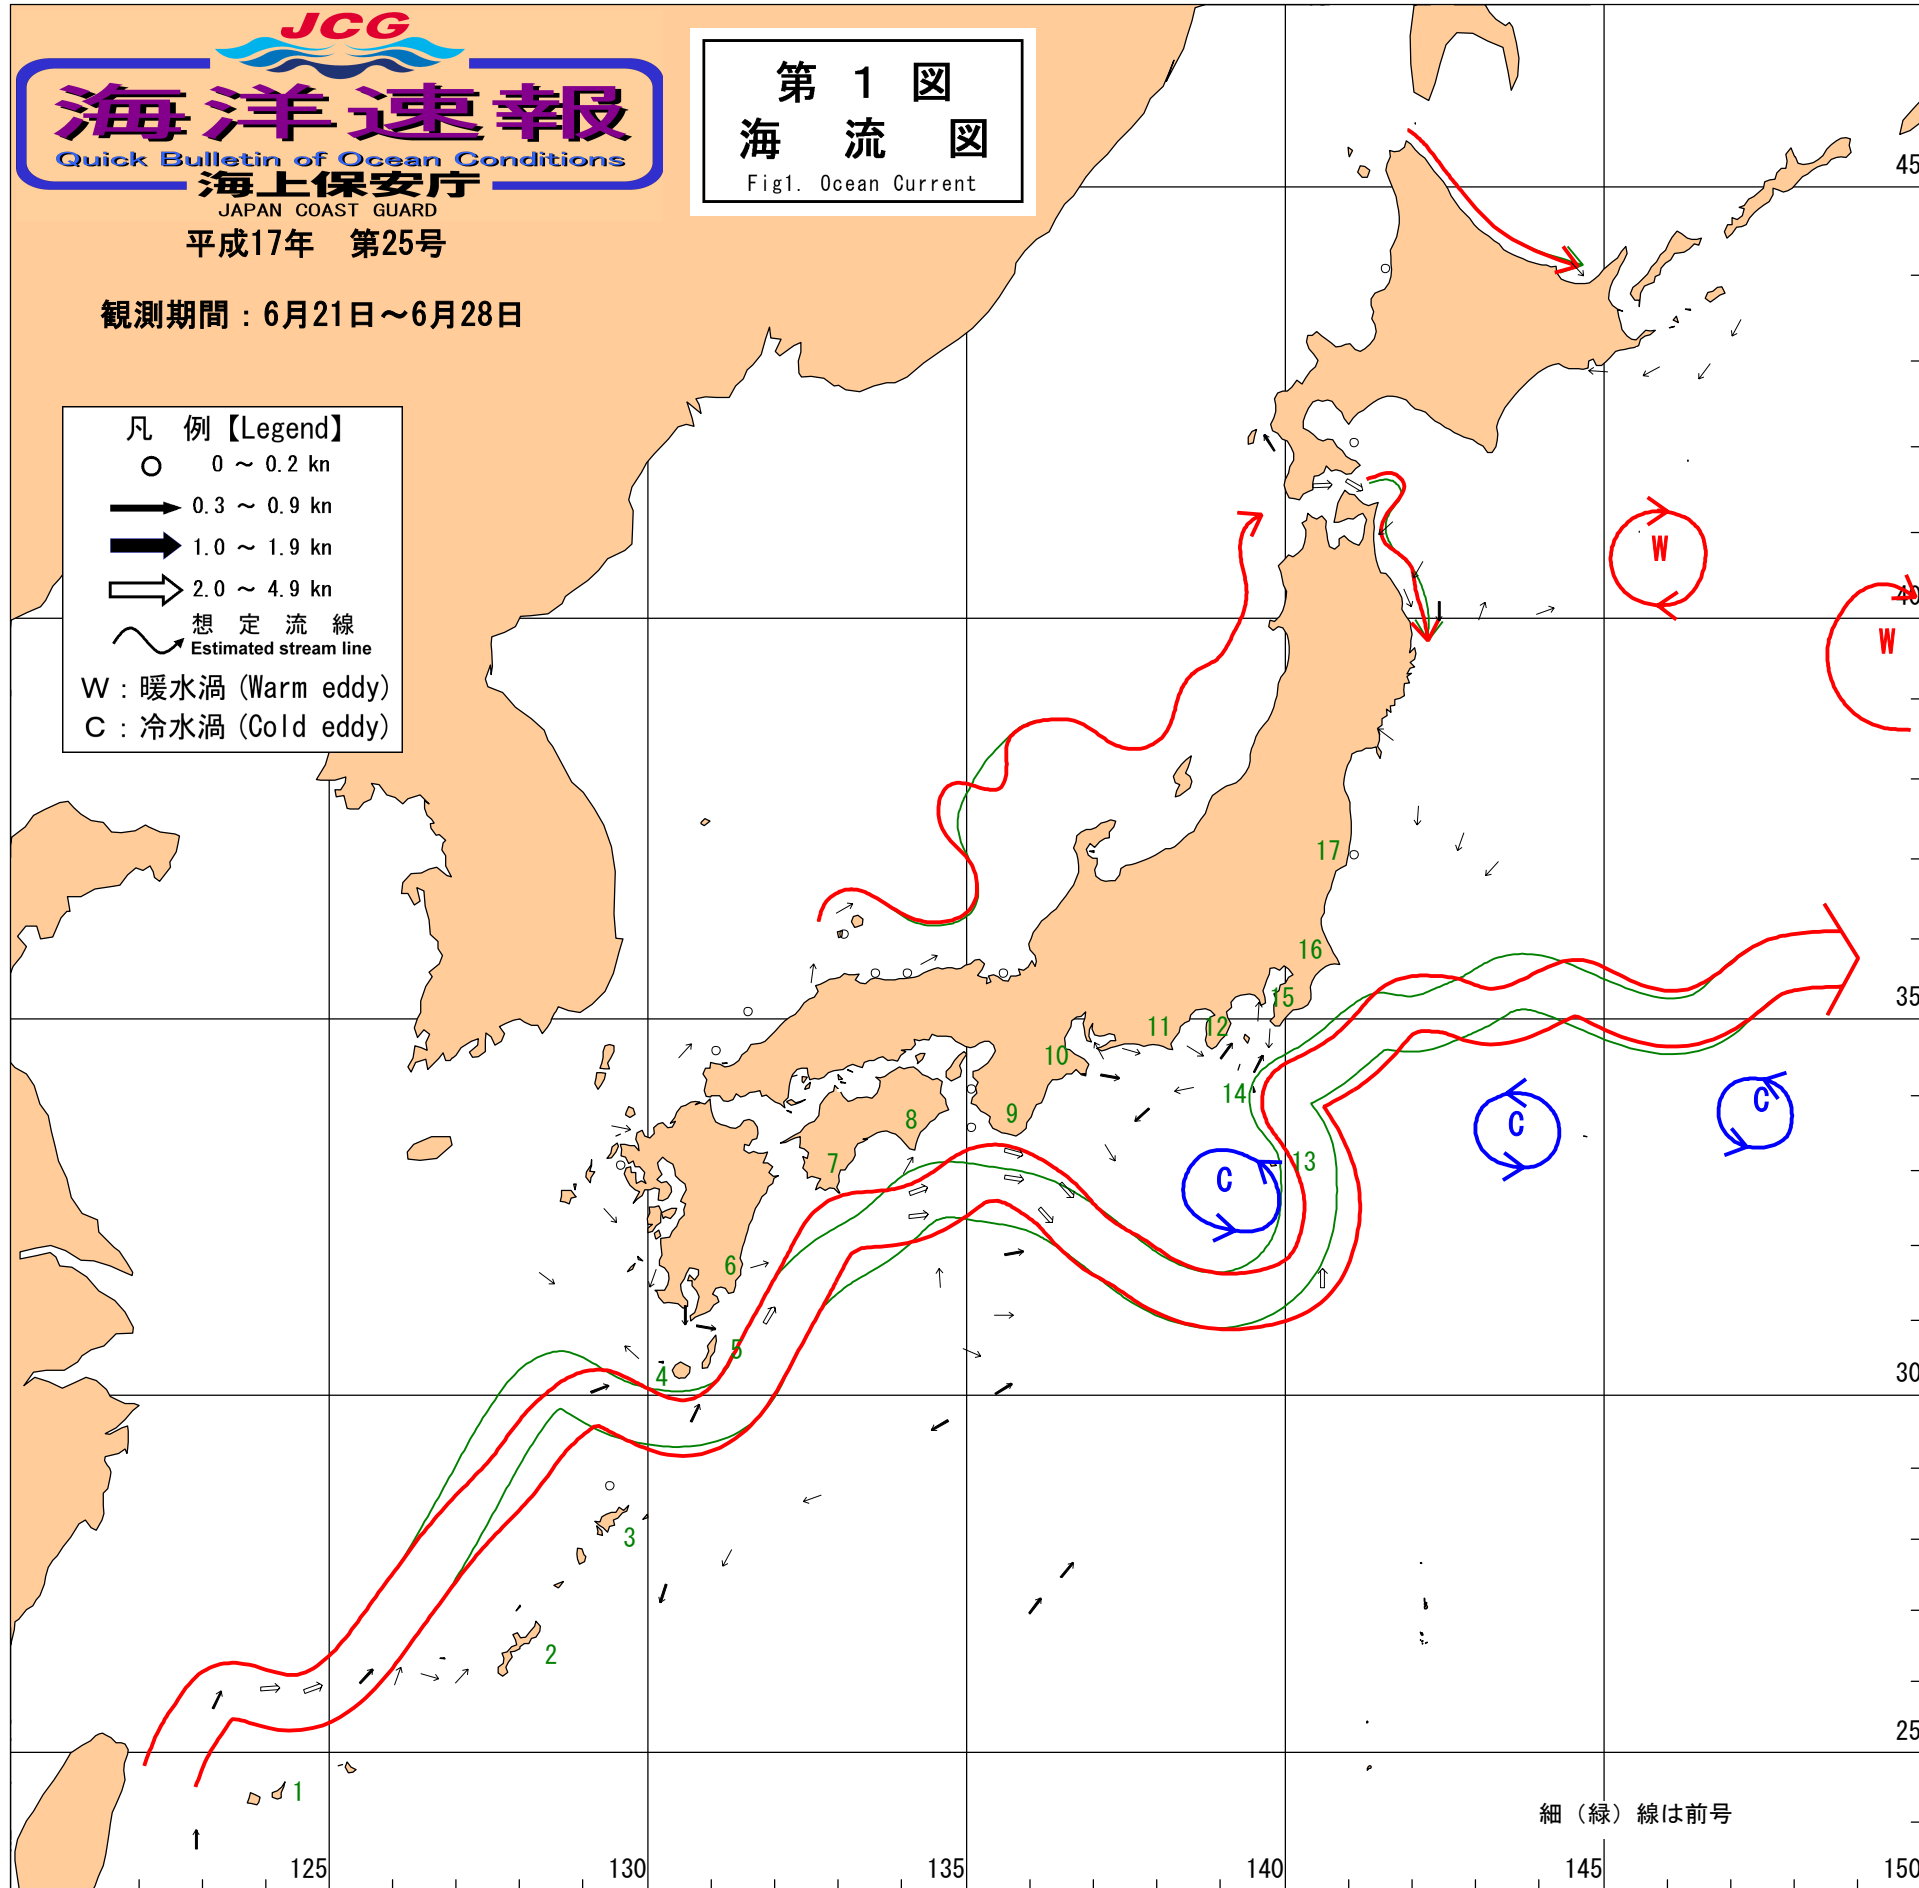 JCG
海洋速報
Quick Bulletin of Ocean Conditions
海上保安庁
JAPAN COAST GUARD
平成17年 第25号
観測期間：6月21日～6月28日
第 1 図
海 流 図
Fig1. Ocean Current
凡 例【Legend】
0 ～ 0.2 kn
0.3 ～ 0.9 kn
1.0 ～ 1.9 kn
2.0 ～ 4.9 kn
想 定 流 線
Estimated stream line
W：暖水渦(Warm eddy)
C：冷水渦(Cold eddy)
45
W
40
W
17
16
35
15
12
11
10
14
9
8
7
C
C
C
13
6
5
4
30
3
2
25
1
細（緑）線は前号
125
130
135
140
145
150